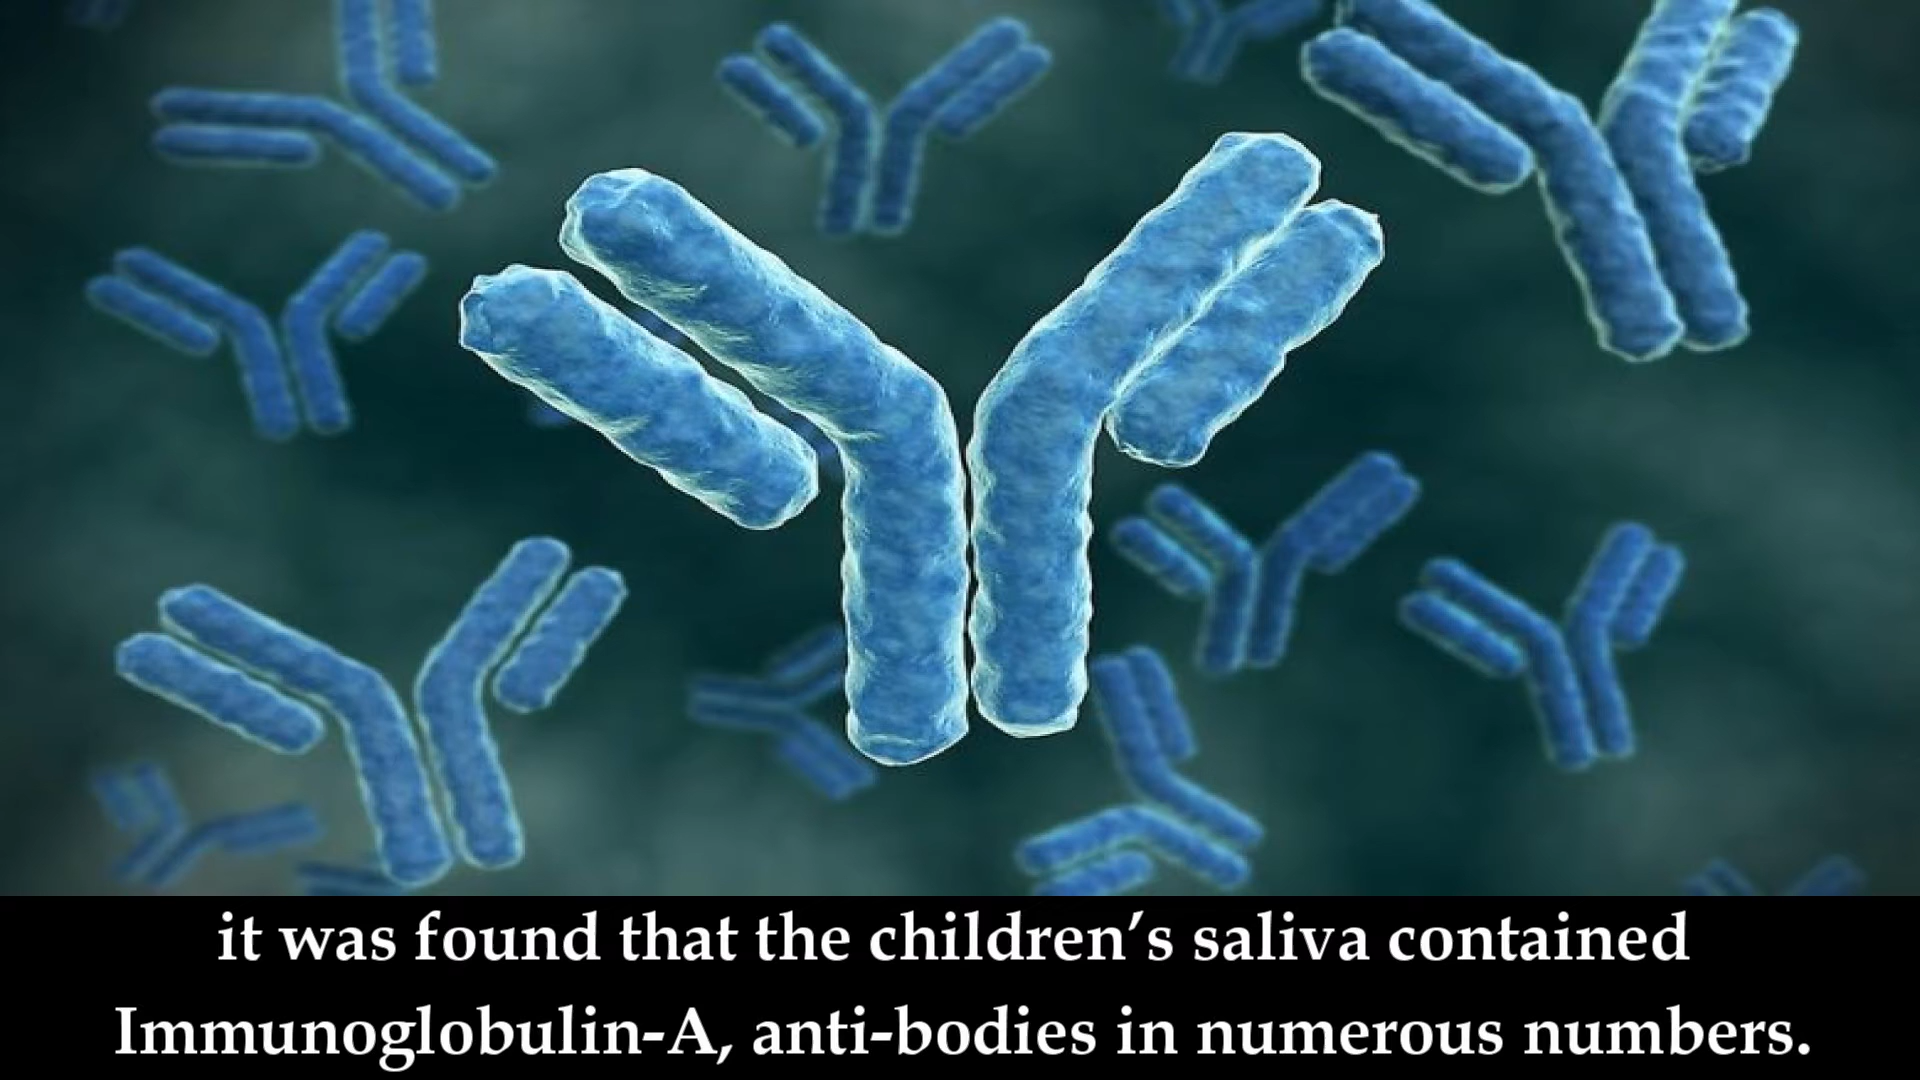 it was found that the children’s saliva contained
Immunoglobulin-A, anti-bodies in numerous numbers.